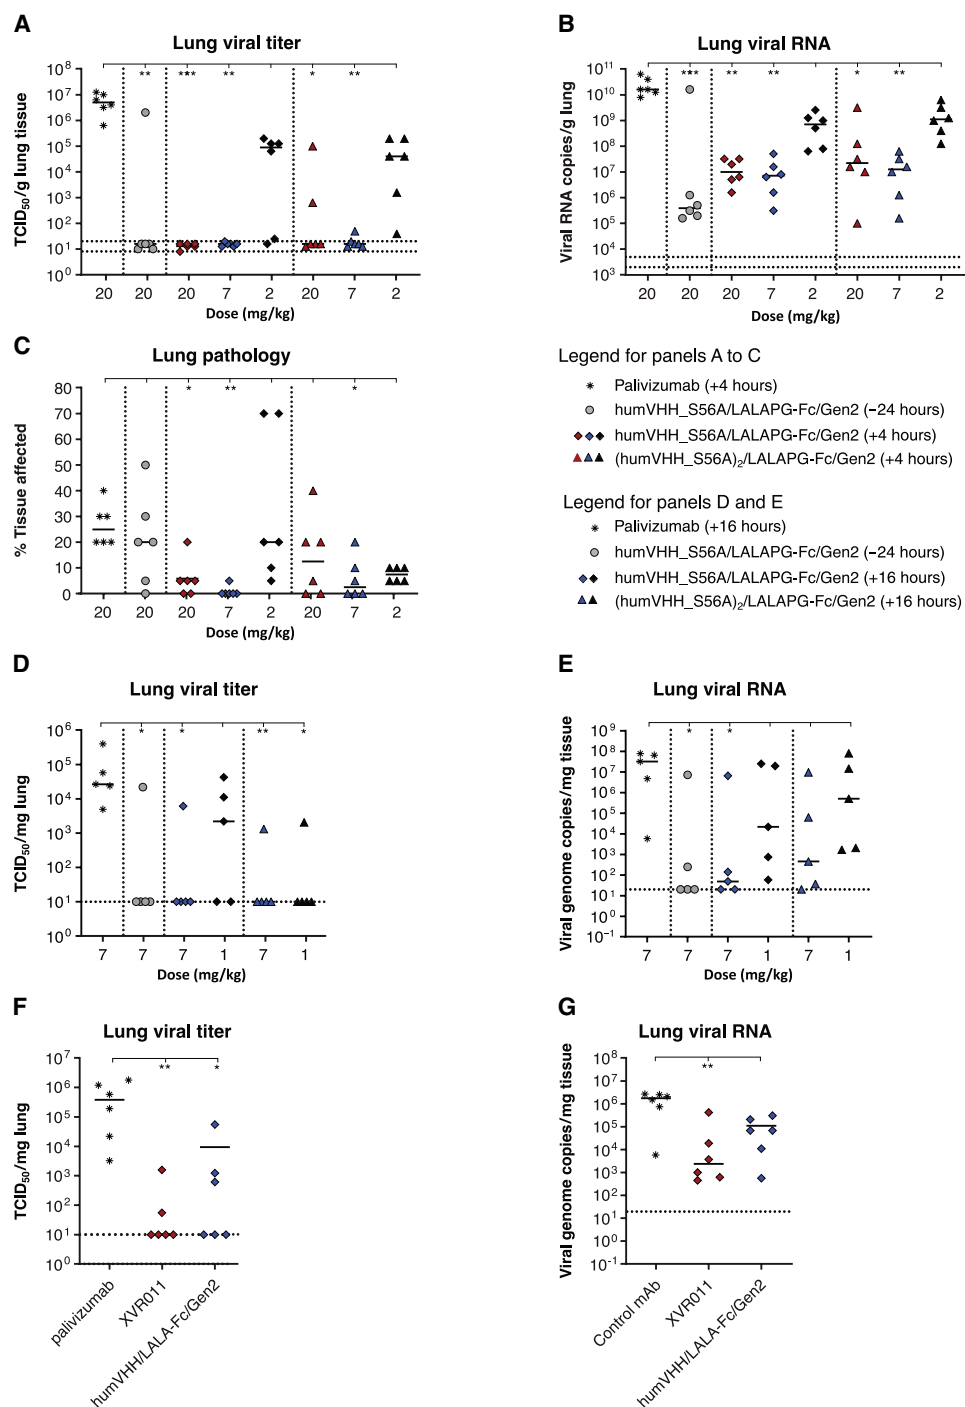 A
Lung viral titer
TCID50/g lung tissue
10^8
10^7
10^6
10^5
10^4
10^3
10^2
10^1
10^0
** **** ** * **
20 20 20 7 2 20 7 2
Dose (mg/kg)
B
Lung viral RNA
Viral RNA copies/g lung
10^11
10^10
10^9
10^8
10^7
10^6
10^5
10^4
10^3
**** ** ** * **
20 20 20 7 2 20 7 2
Dose (mg/kg)
C
Lung pathology
% Tissue affected
80
70
60
50
40
30
20
10
0
* ** *
20 20 20 7 2 20 7 2
Dose (mg/kg)
Legend for panels A to C
Palivizumab (+4 hours)
humVHH_S56A/LALAPG-Fc/Gen2 (−24 hours)
humVHH_S56A/LALAPG-Fc/Gen2 (+4 hours)
(humVHH_S56A)2/LALAPG-Fc/Gen2 (+4 hours)
Legend for panels D and E
Palivizumab (+16 hours)
humVHH_S56A/LALAPG-Fc/Gen2 (−24 hours)
humVHH_S56A/LALAPG-Fc/Gen2 (+16 hours)
(humVHH_S56A)2/LALAPG-Fc/Gen2 (+16 hours)
D
Lung viral titer
TCID50/mg lung
10^6
10^5
10^4
10^3
10^2
10^1
10^0
* * ** *
7 7 7 1 7 1
Dose (mg/kg)
E
Lung viral RNA
Viral genome copies/mg tissue
10^9
10^8
10^7
10^6
10^5
10^4
10^3
10^2
10^1
10^0
10^−1
* *
7 7 7 1 7 1
Dose (mg/kg)
F
Lung viral titer
TCID50/mg lung
10^7
10^6
10^5
10^4
10^3
10^2
10^1
10^0
** *
palivizumab
XVR011
humVHH/LALA-Fc/Gen2
G
Lung viral RNA
Viral genome copies/mg tissue
10^8
10^7
10^6
10^5
10^4
10^3
10^2
10^1
10^0
10^−1
**
Control mAb
XVR011
humVHH/LALA-Fc/Gen2